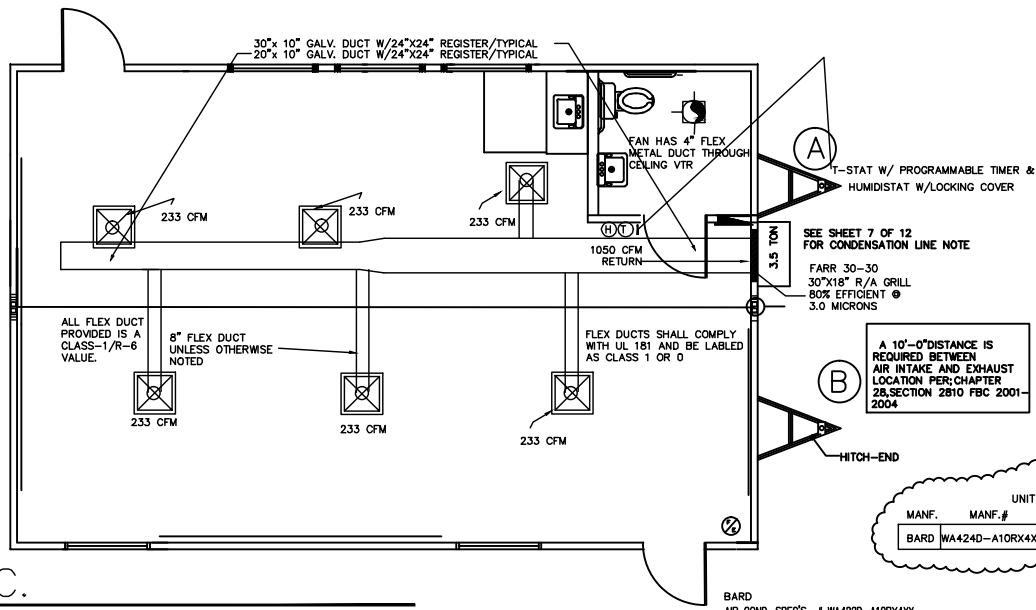 30"x 10" GALV. DUCT W/24"X24" REGISTER/TYPICAL
20"x 10" GALV. DUCT W/24"X24" REGISTER/TYPICAL
FAN HAS 4" FLEX
METAL DUCT THROUGH
CEILING VTR
A
T-STAT W/ PROGRAMMABLE TIMER &
HUMIDISTAT W/LOCKING COVER
233 CFM
233 CFM
233 CFM
H T
1050 CFM
RETURN
3.5 TON
SEE SHEET 7 OF 12
FOR CONDENSATION LINE NOTE
FARR 30-30
30"X18" R/A GRILL
80% EFFICIENT @
3.0 MICRONS
ALL FLEX DUCT
PROVIDED IS A
CLASS-1/R-6
VALUE.
8" FLEX DUCT
UNLESS OTHERWISE
NOTED
FLEX DUCTS SHALL COMPLY
WITH UL 181 AND BE LABLED
AS CLASS 1 OR 0
A 10'-0"DISTANCE IS
REQUIRED BETWEEN
AIR INTAKE AND EXHAUST
LOCATION PER;CHAPTER
28,SECTION 2810 FBC 2001-
2004
B
233 CFM
233 CFM
233 CFM
HITCH-END
UNIT
MANF. MANF.#
BARD WA424D-A10RX4X
C.
BARD